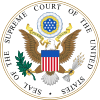 SEAL OF THE SUPREME COURT OF THE UNITED STATES